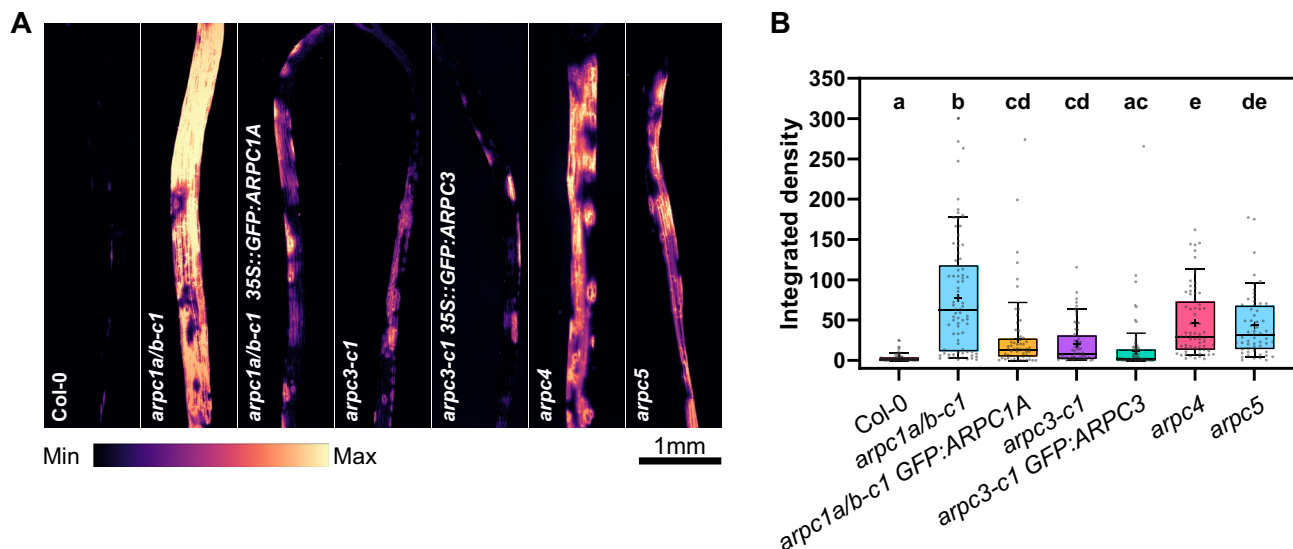 A
Col-0
arpc1a/b-c1
arpc1a/b-c1 35S::GFP:ARPC1A
arpc3-c1
arpc3-c1 35S::GFP:ARPC3
arpc4
arpc5
Min
Max
1mm
B
Integrated density
350
300
250
200
150
100
50
0
a b cd cd ac e de
Col-0
arpc1a/b-c1
arpc1a/b-c1 GFP:ARPC1A
arpc3-c1
arpc3-c1 GFP:ARPC3
arpc4
arpc5